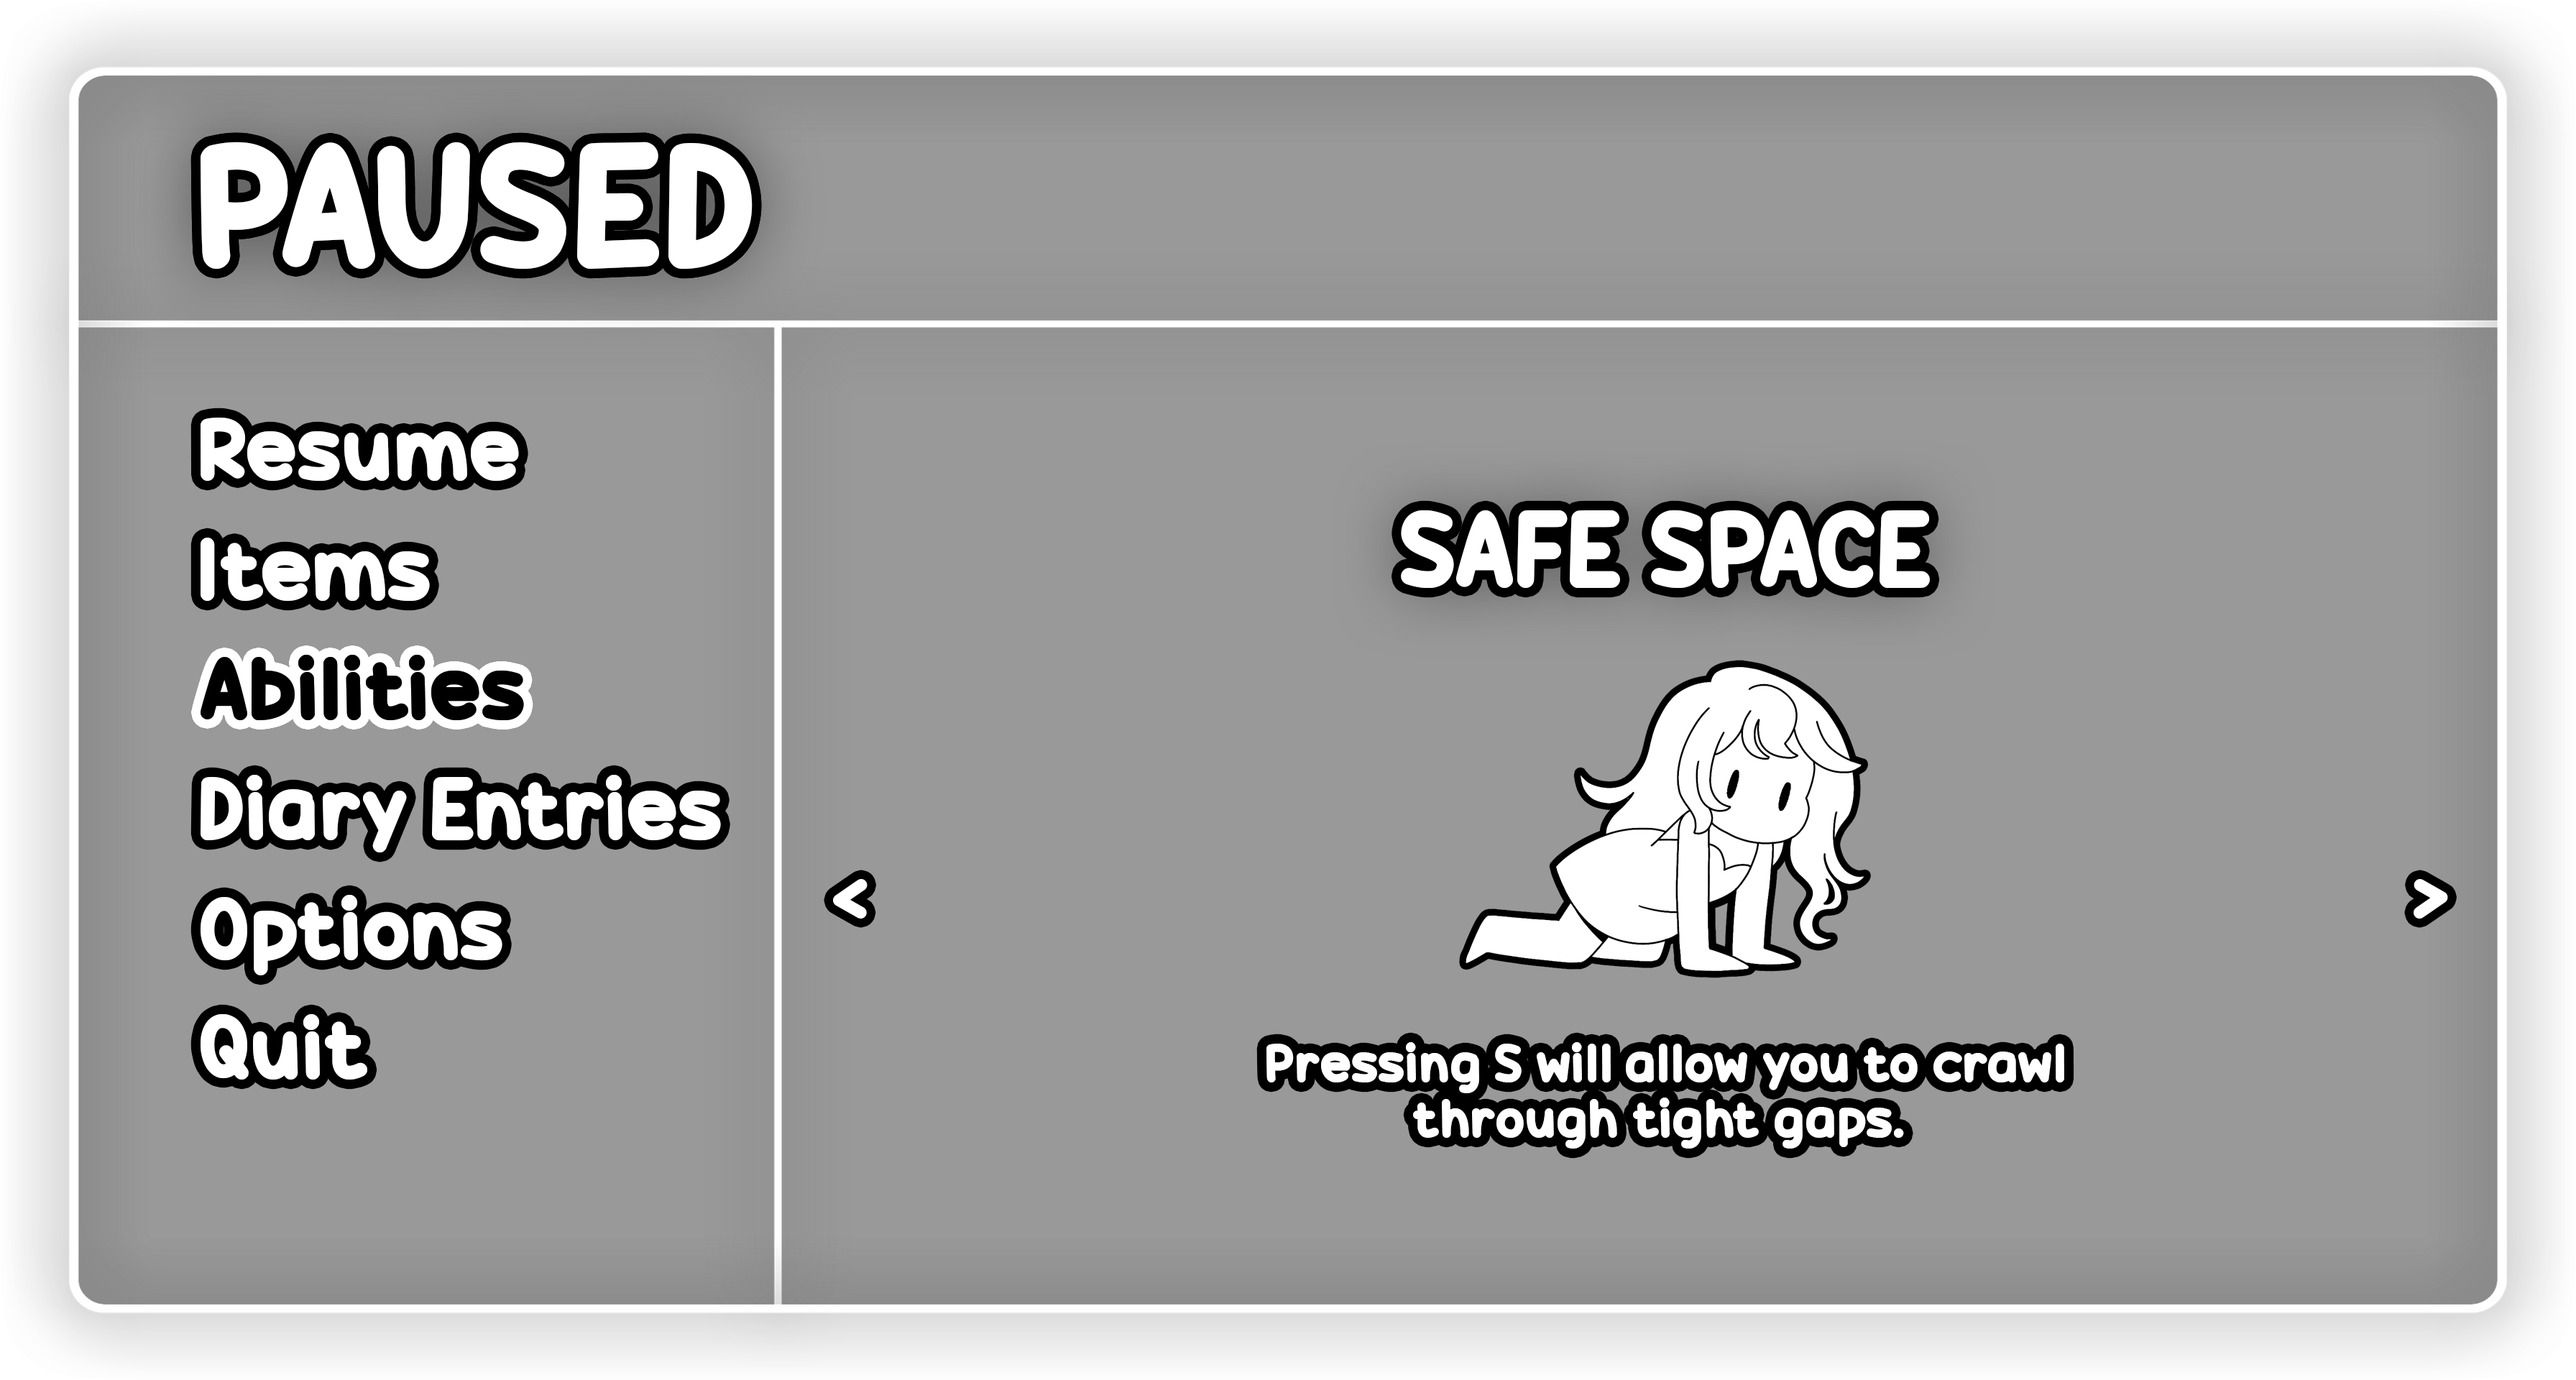 PAUSED
Resume
Items
Abilities
Diary Entries
Options
Quit
SAFE SPACE
<
>
Pressing S will allow you to crawl
through tight gaps.